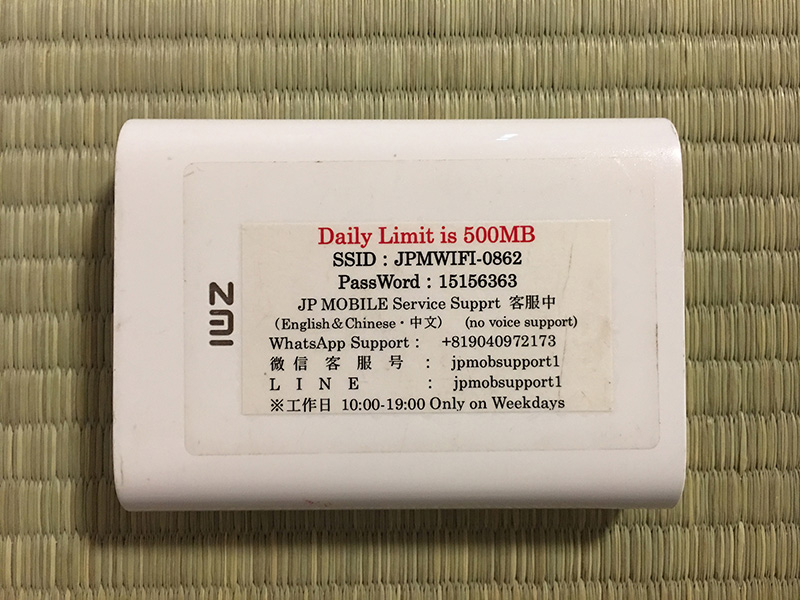 Daily Limit is 500MB
SSID : JPMWIFI-0862
PassWord : 15156363
JP MOBILE Service Supprt 客服中
(English&Chinese・中文) (no voice support)
WhatsApp Support : +819040972173
微信客服号 : jpmobsupport1
LINE : jpmobsupport1
※工作日 10:00-19:00 Only on Weekdays
ZMI